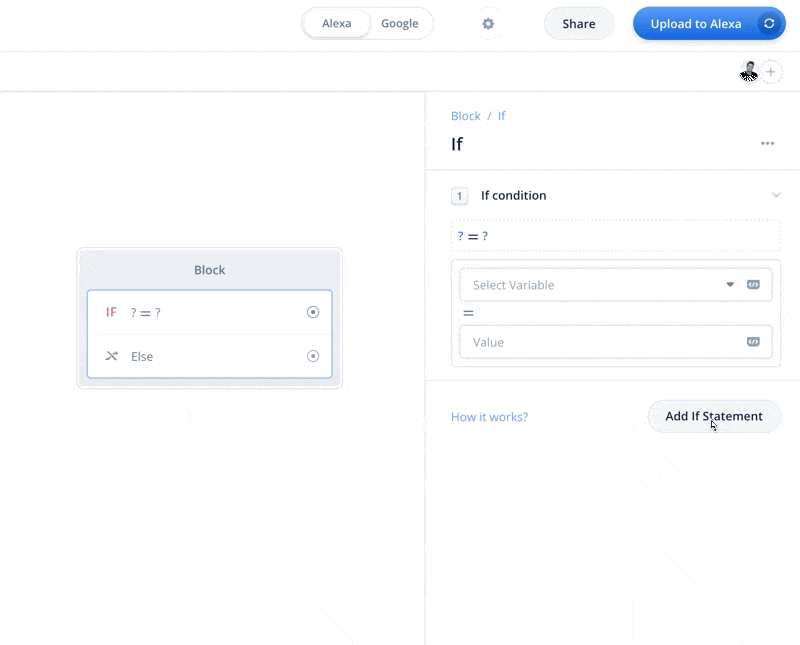 Alexa Google Share Upload to Alexa
Block / If
If
1 If condition
? = ?
Select Variable
=
Value
How it works? Add If Statement
Block
IF ? = ?
Else